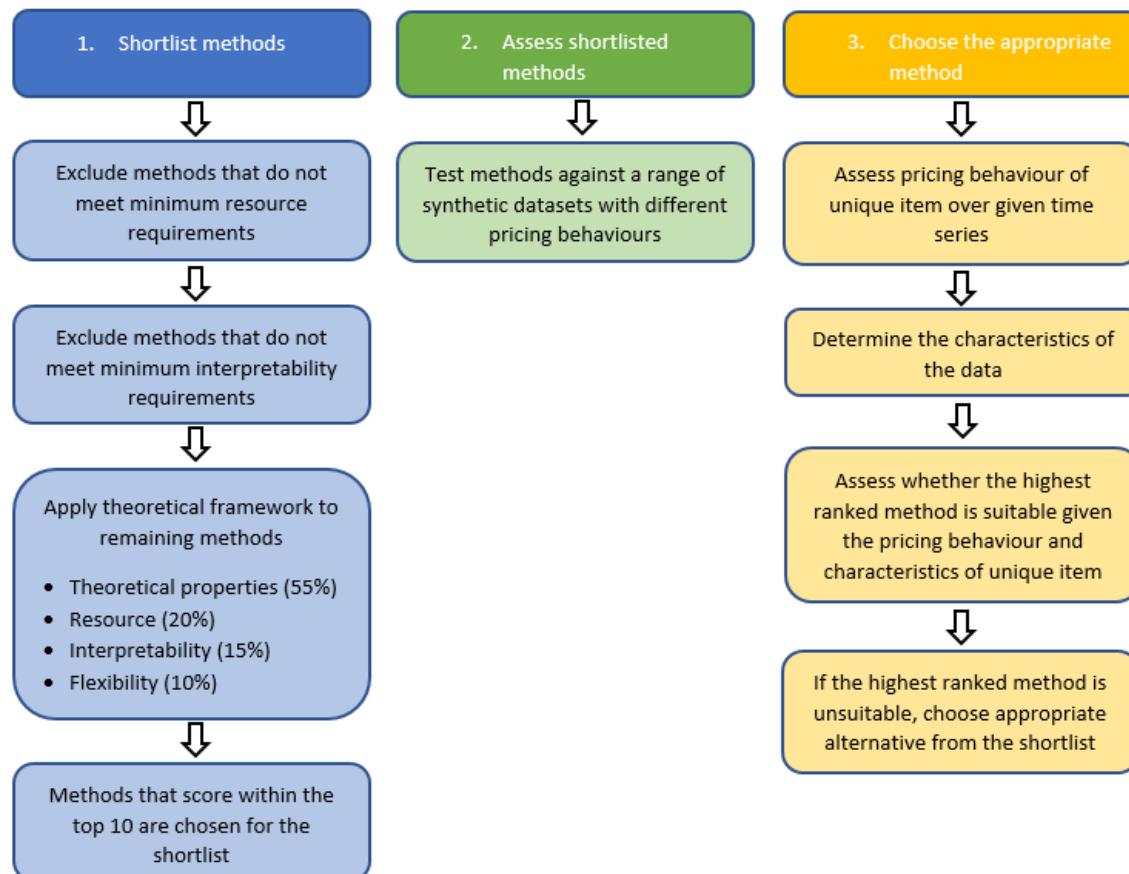 1. Shortlist methods
Exclude methods that do not
meet minimum resource
requirements
Exclude methods that do not
meet minimum interpretability
requirements
Apply theoretical framework to
remaining methods
• Theoretical properties (55%)
• Resource (20%)
• Interpretability (15%)
• Flexibility (10%)
Methods that score within the
top 10 are chosen for the
shortlist
2. Assess shortlisted
methods
Test methods against a range of
synthetic datasets with different
pricing behaviours
3. Choose the appropriate
method
Assess pricing behaviour of
unique item over given time
series
Determine the characteristics of
the data
Assess whether the highest
ranked method is suitable given
the pricing behaviour and
characteristics of unique item
If the highest ranked method is
unsuitable, choose appropriate
alternative from the shortlist